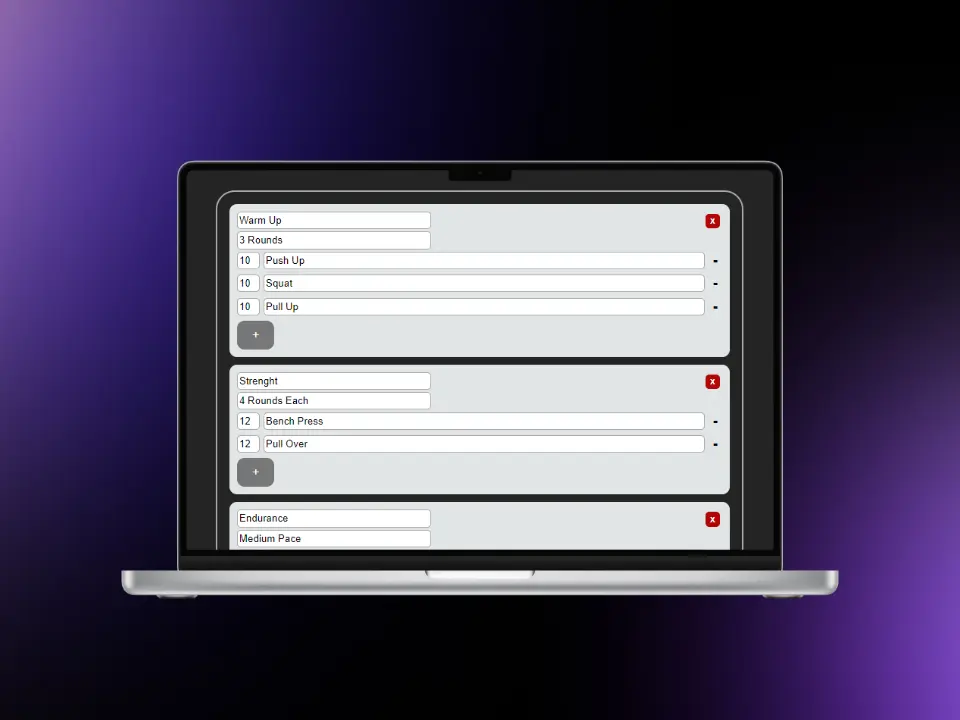 Warm Up
x
3 Rounds
10 Push Up -
10 Squat -
10 Pull Up -
+
Strenght
x
4 Rounds Each
12 Bench Press -
12 Pull Over -
+
Endurance
x
Medium Pace